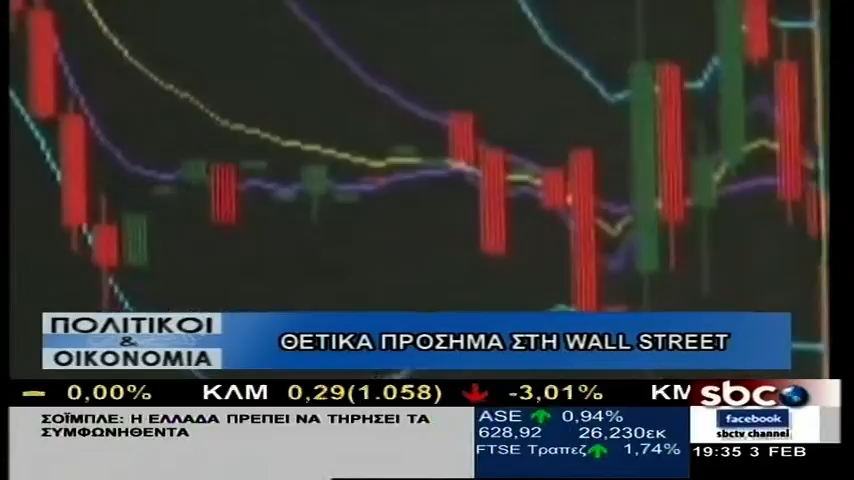 ΠΟΛΙΤΙΚΟΙ
&
ΟΙΚΟΝΟΜΙΑ
ΘΕΤΙΚΑ ΠΡΟΣΗΜΑ ΣΤΗ WALL STREET
0,00% ΚΛΜ 0,29(1.058) -3,01% ΚΜ
sbc
ΣΟΪΜΠΛΕ: Η ΕΛΛΑΔΑ ΠΡΕΠΕΙ ΝΑ ΤΗΡΗΣΕΙ ΤΑ
ΣΥΜΦΩΝΗΘΕΝΤΑ
ASE 0,94%
628,92 26,230εκ
FTSE Τραπεζ 1,74%
facebook
sbctv channel
19:35 3 FEB